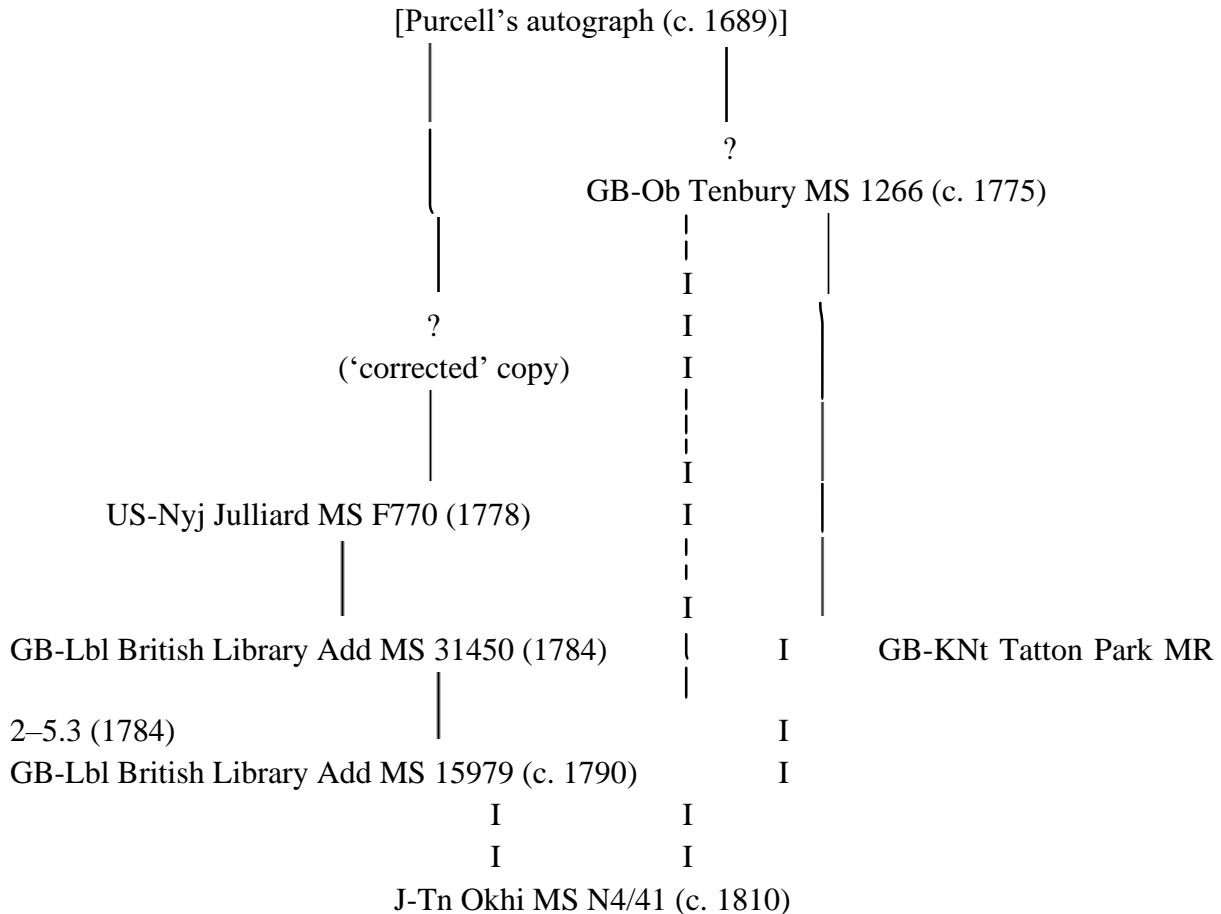 [Purcell’s autograph (c. 1689)]
?
GB-Ob Tenbury MS 1266 (c. 1775)
I
? I
(‘corrected’ copy) I
I
US-Nyj Julliard MS F770 (1778) I
I
GB-Lbl British Library Add MS 31450 (1784) I GB-KNt Tatton Park MR
2–5.3 (1784) I
GB-Lbl British Library Add MS 15979 (c. 1790) I
I I
I I
J-Tn Okhi MS N4/41 (c. 1810)